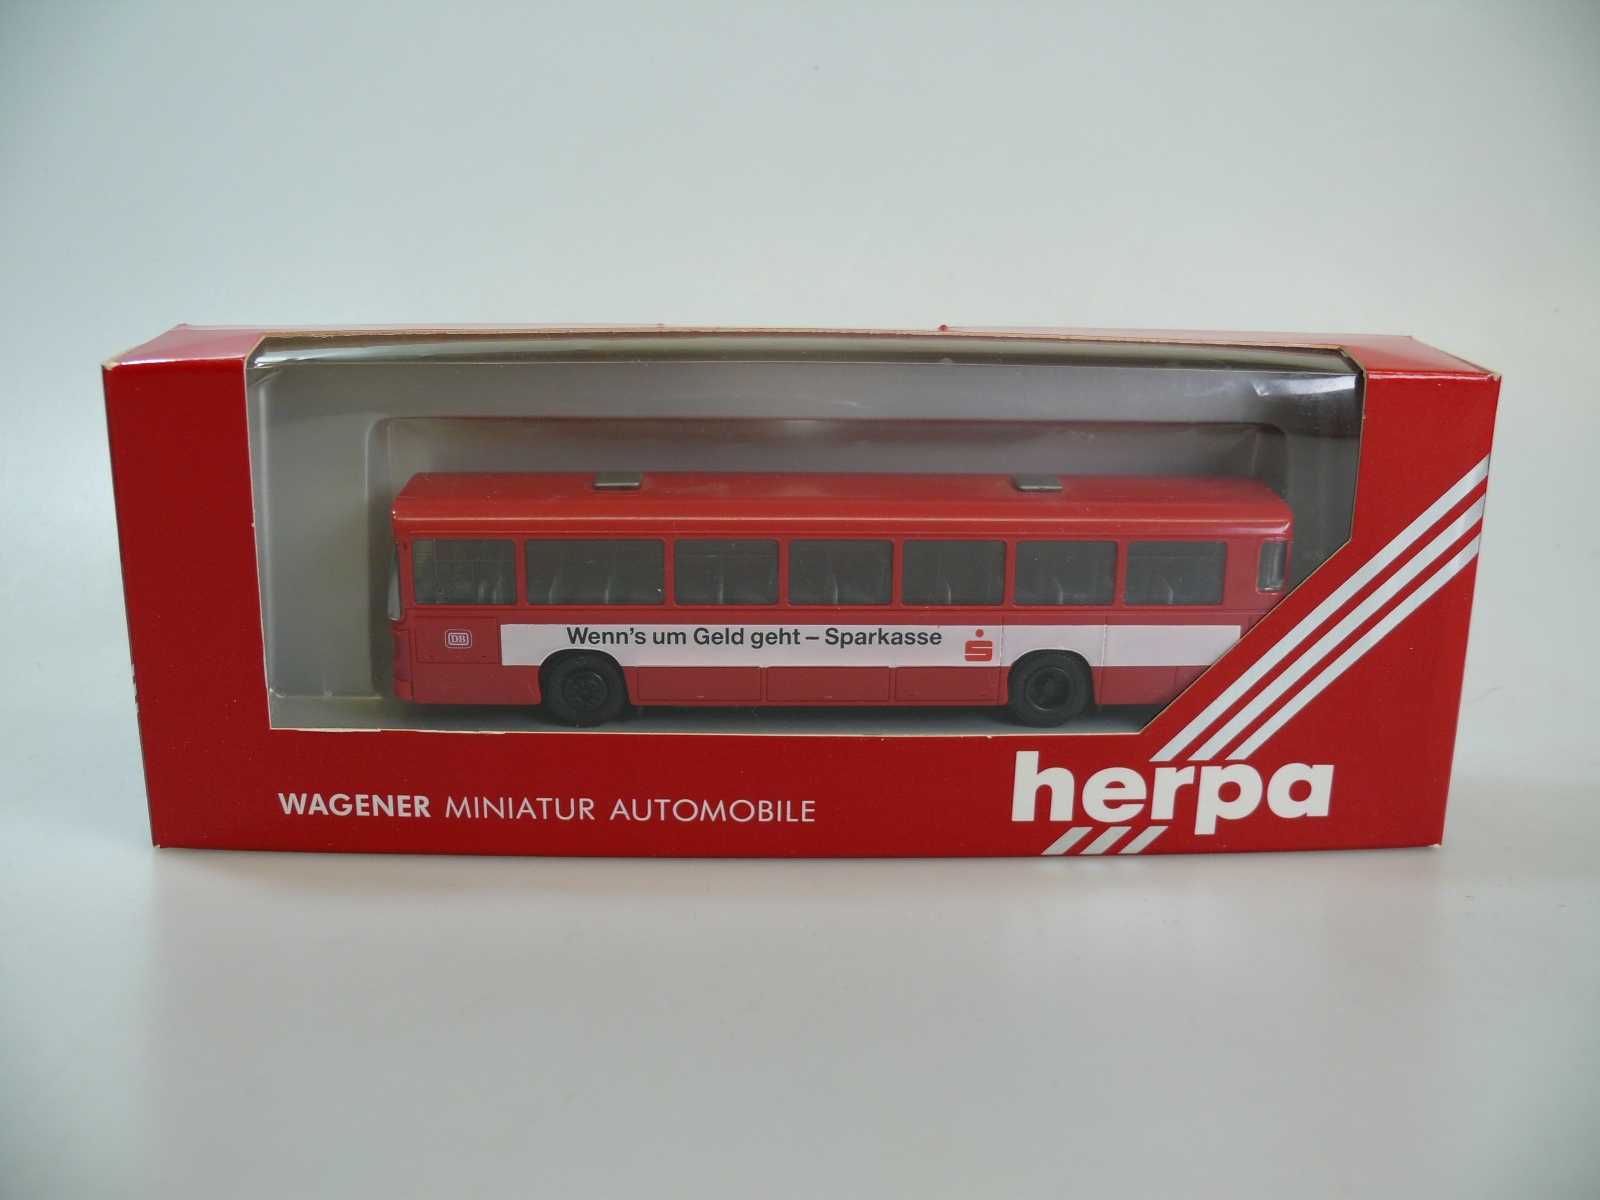 DB
Wenn's um Geld geht – Sparkasse
WAGENER MINIATUR AUTOMOBILE
herpa